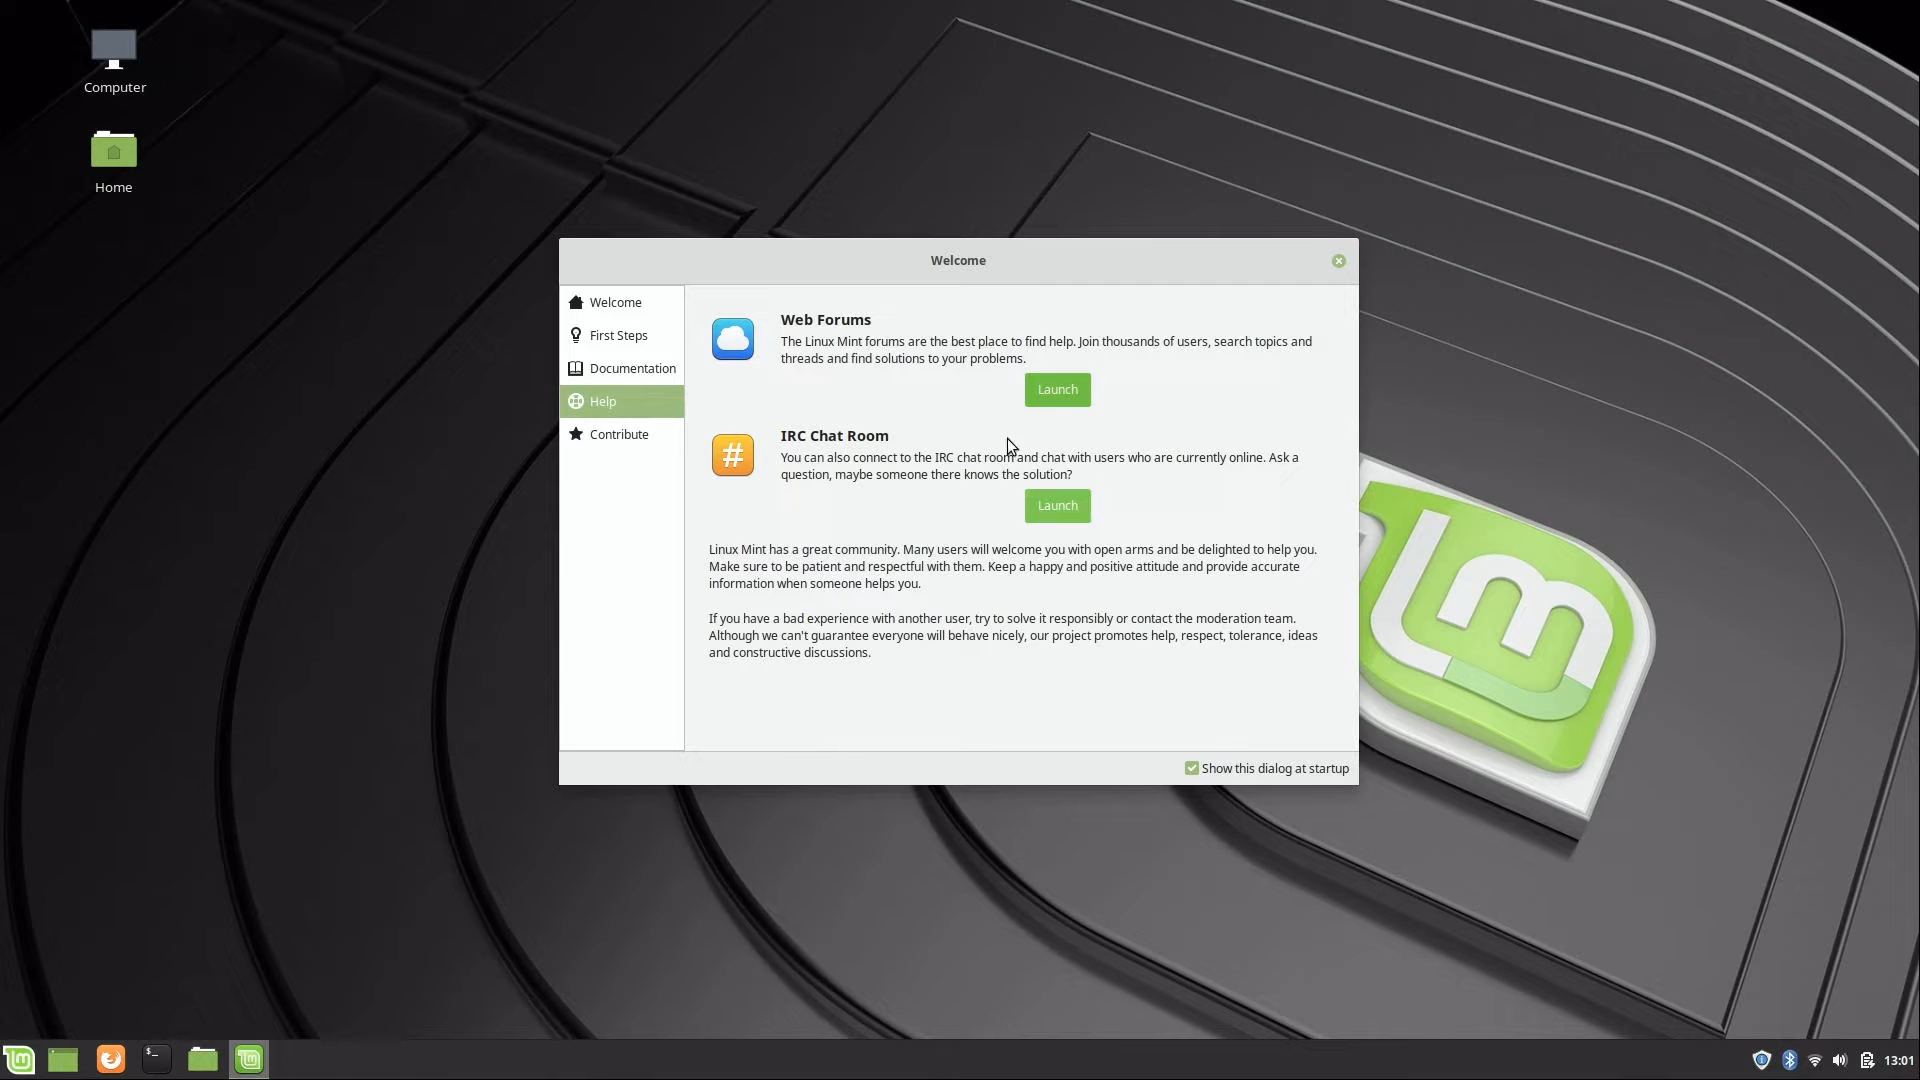 Computer
Home
Welcome
Welcome
First Steps
Documentation
Help
Contribute
Web Forums
The Linux Mint forums are the best place to find help. Join thousands of users, search topics and
threads and find solutions to your problems.
Launch
IRC Chat Room
You can also connect to the IRC chat room and chat with users who are currently online. Ask a
question, maybe someone there knows the solution?
Launch
Linux Mint has a great community. Many users will welcome you with open arms and be delighted to help you.
Make sure to be patient and respectful with them. Keep a happy and positive attitude and provide accurate
information when someone helps you.
If you have a bad experience with another user, try to solve it responsibly or contact the moderation team.
Although we can't guarantee everyone will behave nicely, our project promotes help, respect, tolerance, ideas
and constructive discussions.
Show this dialog at startup
13:01